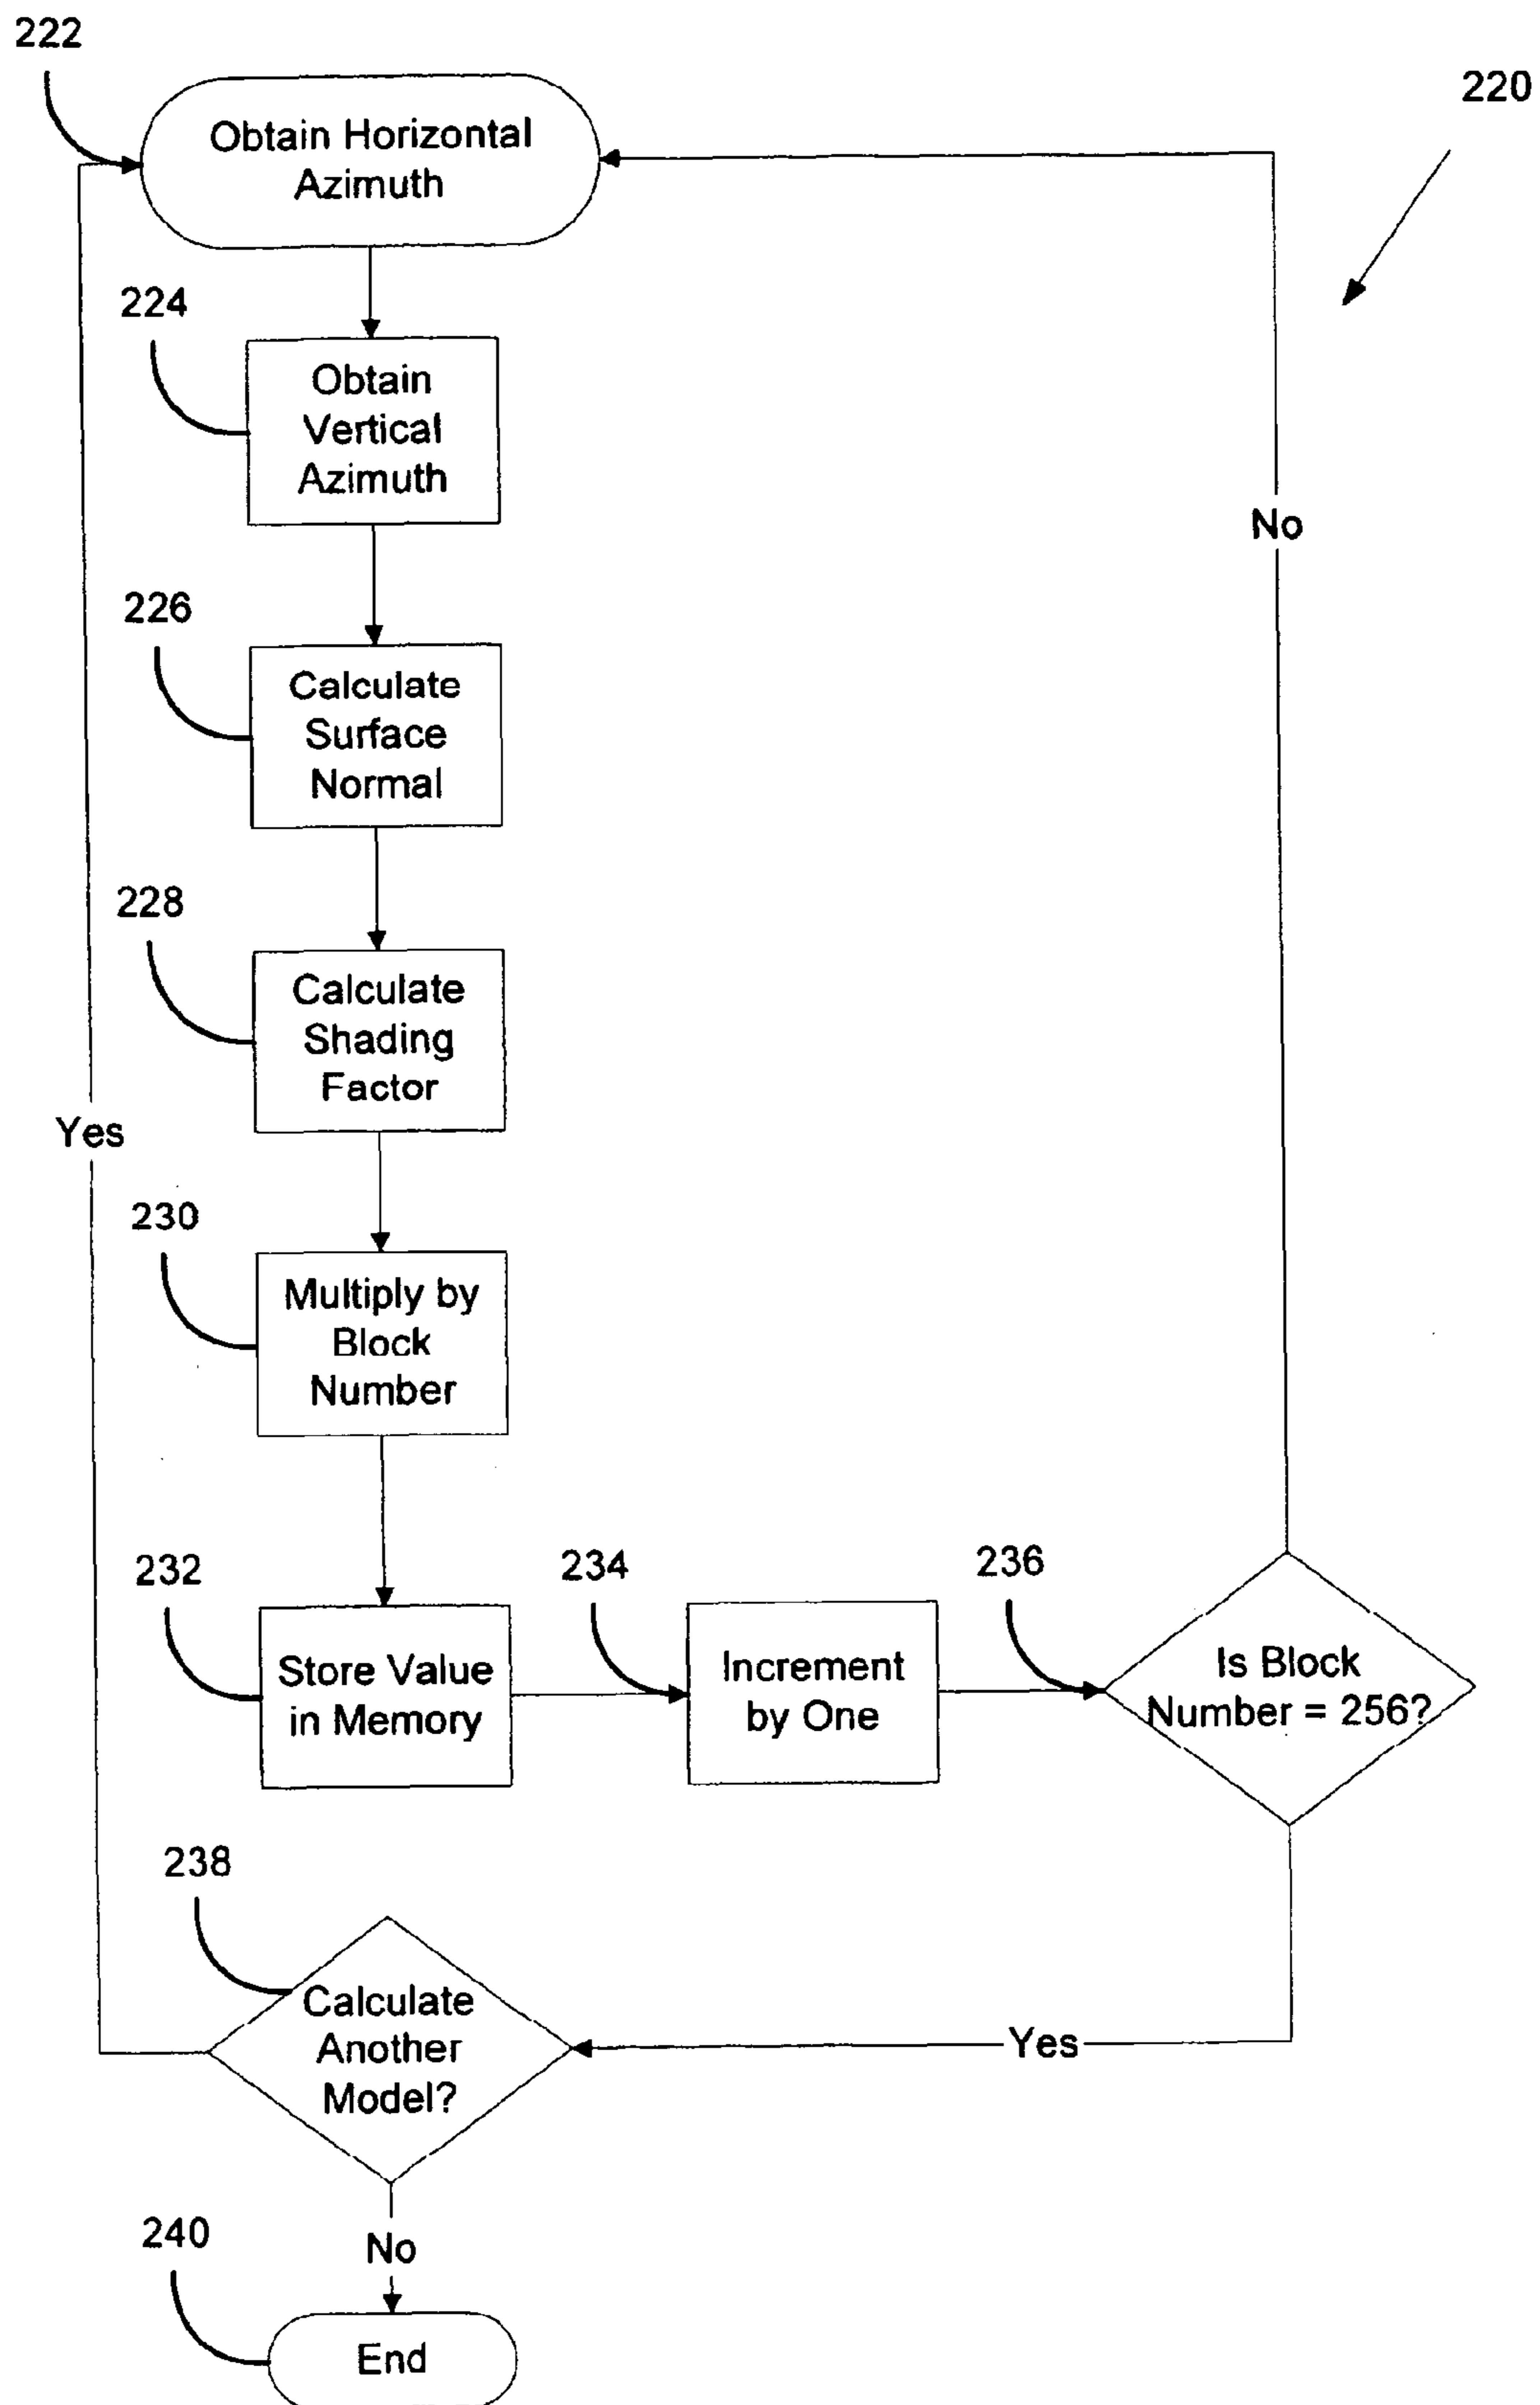 222
220
Obtain Horizontal
Azimuth
224
Obtain
Vertical
Azimuth
No
226
Calculate
Surface
Normal
228
Calculate
Shading
Factor
Yes
230
Multiply by
Block
Number
232
234
236
Store Value
in Memory
Increment
by One
Is Block
Number = 256?
238
Calculate
Another
Model?
Yes
240
No
End